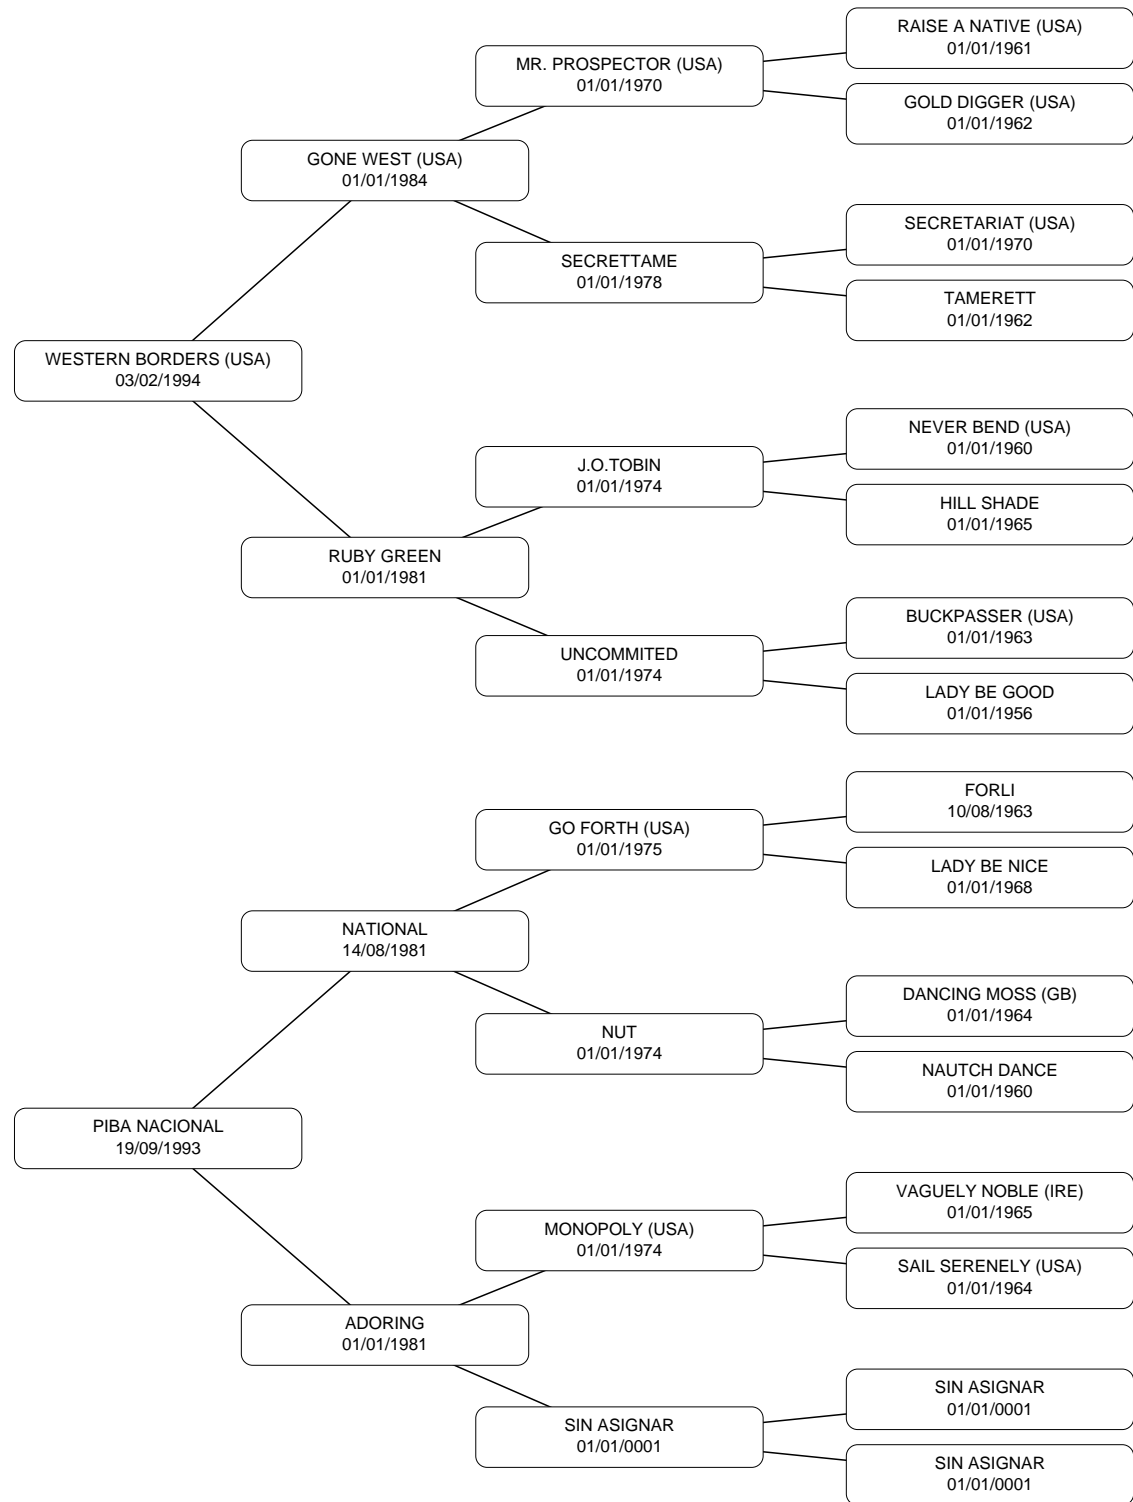 RAISE A NATIVE (USA)
01/01/1961
MR. PROSPECTOR (USA)
01/01/1970
GOLD DIGGER (USA)
01/01/1962
GONE WEST (USA)
01/01/1984
SECRETARIAT (USA)
01/01/1970
SECRETTAME
01/01/1978
TAMERETT
01/01/1962
WESTERN BORDERS (USA)
03/02/1994
NEVER BEND (USA)
01/01/1960
J.O.TOBIN
01/01/1974
HILL SHADE
01/01/1965
RUBY GREEN
01/01/1981
BUCKPASSER (USA)
01/01/1963
UNCOMMITED
01/01/1974
LADY BE GOOD
01/01/1956
FORLI
10/08/1963
GO FORTH (USA)
01/01/1975
LADY BE NICE
01/01/1968
NATIONAL
14/08/1981
DANCING MOSS (GB)
01/01/1964
NUT
01/01/1974
NAUTCH DANCE
01/01/1960
PIBA NACIONAL
19/09/1993
VAGUELY NOBLE (IRE)
01/01/1965
MONOPOLY (USA)
01/01/1974
SAIL SERENELY (USA)
01/01/1964
ADORING
01/01/1981
SIN ASIGNAR
01/01/0001
SIN ASIGNAR
01/01/0001
SIN ASIGNAR
01/01/0001